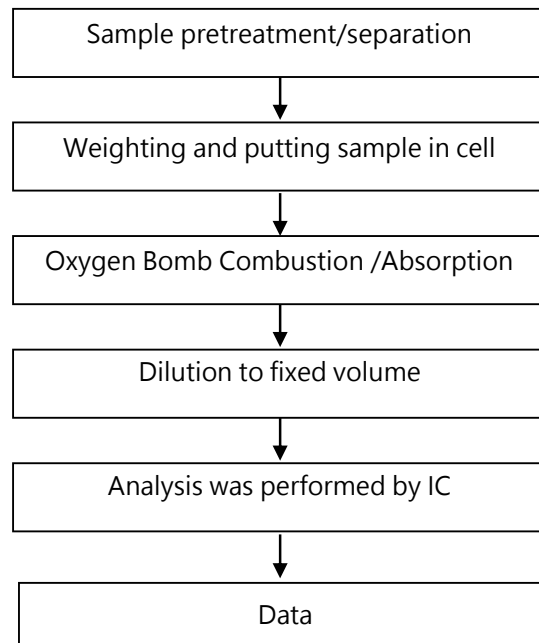 Sample pretreatment/separation
Weighting and putting sample in cell
Oxygen Bomb Combustion /Absorption
Dilution to fixed volume
Analysis was performed by IC
Data